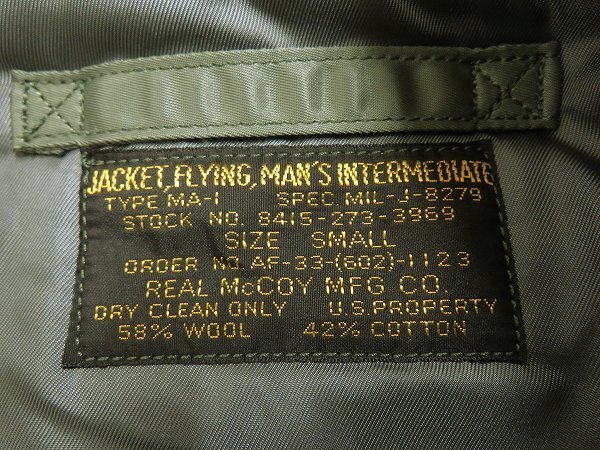 JACKET, FLYING, MAN'S INTERMEDIATE
TYPE MA-1 SPEC. MIL-J-8279
STOCK NO. 8415-273-3969
SIZE SMALL
ORDER NO. AF-33-(602)-1123
REAL McCOY MFG CO.
DRY CLEAN ONLY U.S. PROPERTY
58% WOOL 42% COTTON